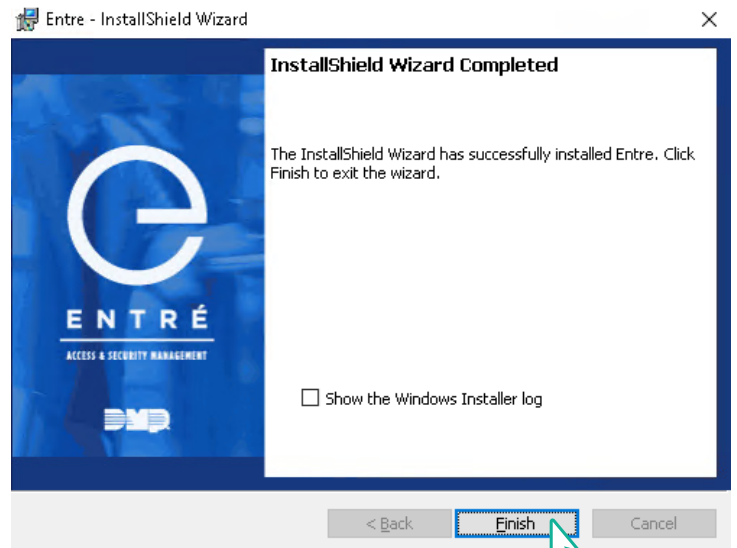 Entre - InstallShield Wizard
InstallShield Wizard Completed
The InstallShield Wizard has successfully installed Entre. Click
Finish to exit the wizard.
e
ENTRÉ
ACCESS & SECURITY MANAGEMENT
DMP
Show the Windows Installer log
< Back
Finish
Cancel